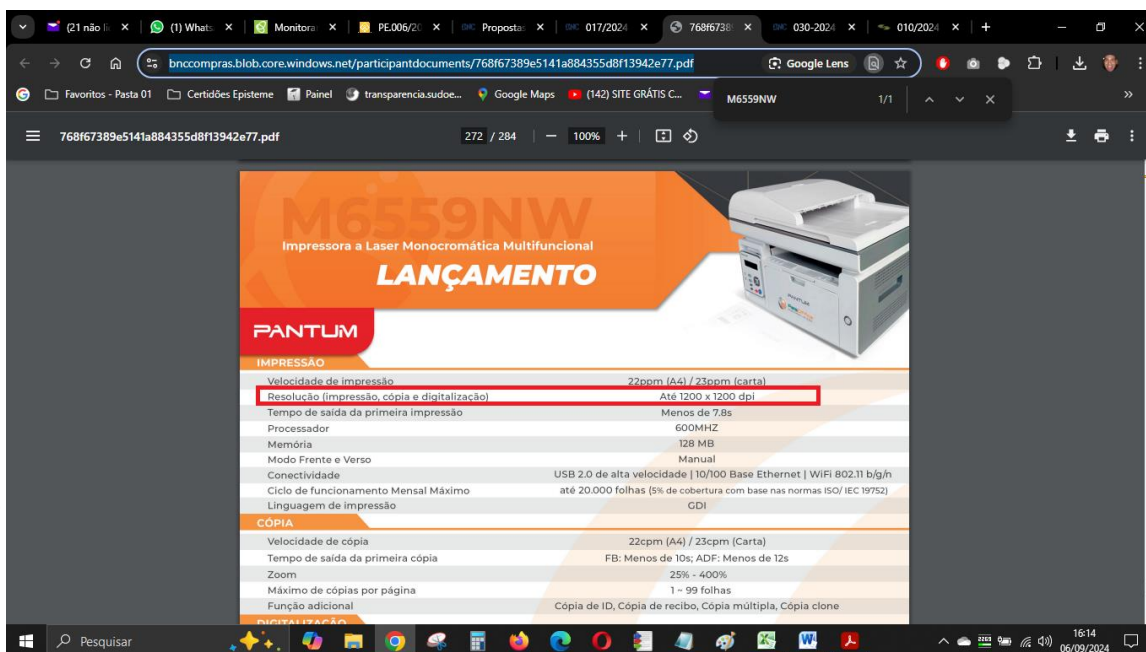 (21 não li
(1) Whats
Monitora
PE.006/20
Proposta
017/2024
768f6738
030-2024
010/2024
bnccompras.blob.core.windows.net/participantdocuments/768f67389e5141a884355d8f13942e77.pdf
Google Lens
Favoritos - Pasta 01
Certidões Episteme
Painel
transparencia.sudoe...
Google Maps
(142) SITE GRÁTIS C...
M6559NW
1/1
768f67389e5141a884355d8f13942e77.pdf
272 / 284
100%
M6559NW
Impressora a Laser Monocromática Multifuncional
LANÇAMENTO
PANTUM
IMPRESSÃO
Velocidade de impressão 22ppm (A4) / 23ppm (carta)
Resolução (impressão, cópia e digitalização) Até 1200 x 1200 dpi
Tempo de saída da primeira impressão Menos de 7.8s
Processador 600MHZ
Memória 128 MB
Modo Frente e Verso Manual
Conectividade USB 2.0 de alta velocidade | 10/100 Base Ethernet | WiFi 802.11 b/g/n
Ciclo de funcionamento Mensal Máximo até 20.000 folhas (5% de cobertura com base nas normas ISO/ IEC 19752)
Linguagem de impressão GDI
CÓPIA
Velocidade de cópia 22cpm (A4) / 23cpm (Carta)
Tempo de saída da primeira cópia FB: Menos de 10s; ADF: Menos de 12s
Zoom 25% - 400%
Máximo de cópias por página 1 ~ 99 folhas
Função adicional Cópia de ID, Cópia de recibo, Cópia múltipla, Cópia clone
DIGITALIZAÇÃO
Pesquisar
16:14
06/09/2024